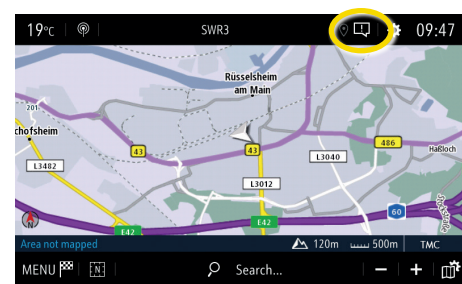 19°C
SWR3
09:47
Rüsselsheim
am Main
201
chofsheim
43
43
486
Haßloch
L3482
L3040
L3012
60
N
E42
E42
Area not mapped
120m
500m
TMC
MENU
N
Search...